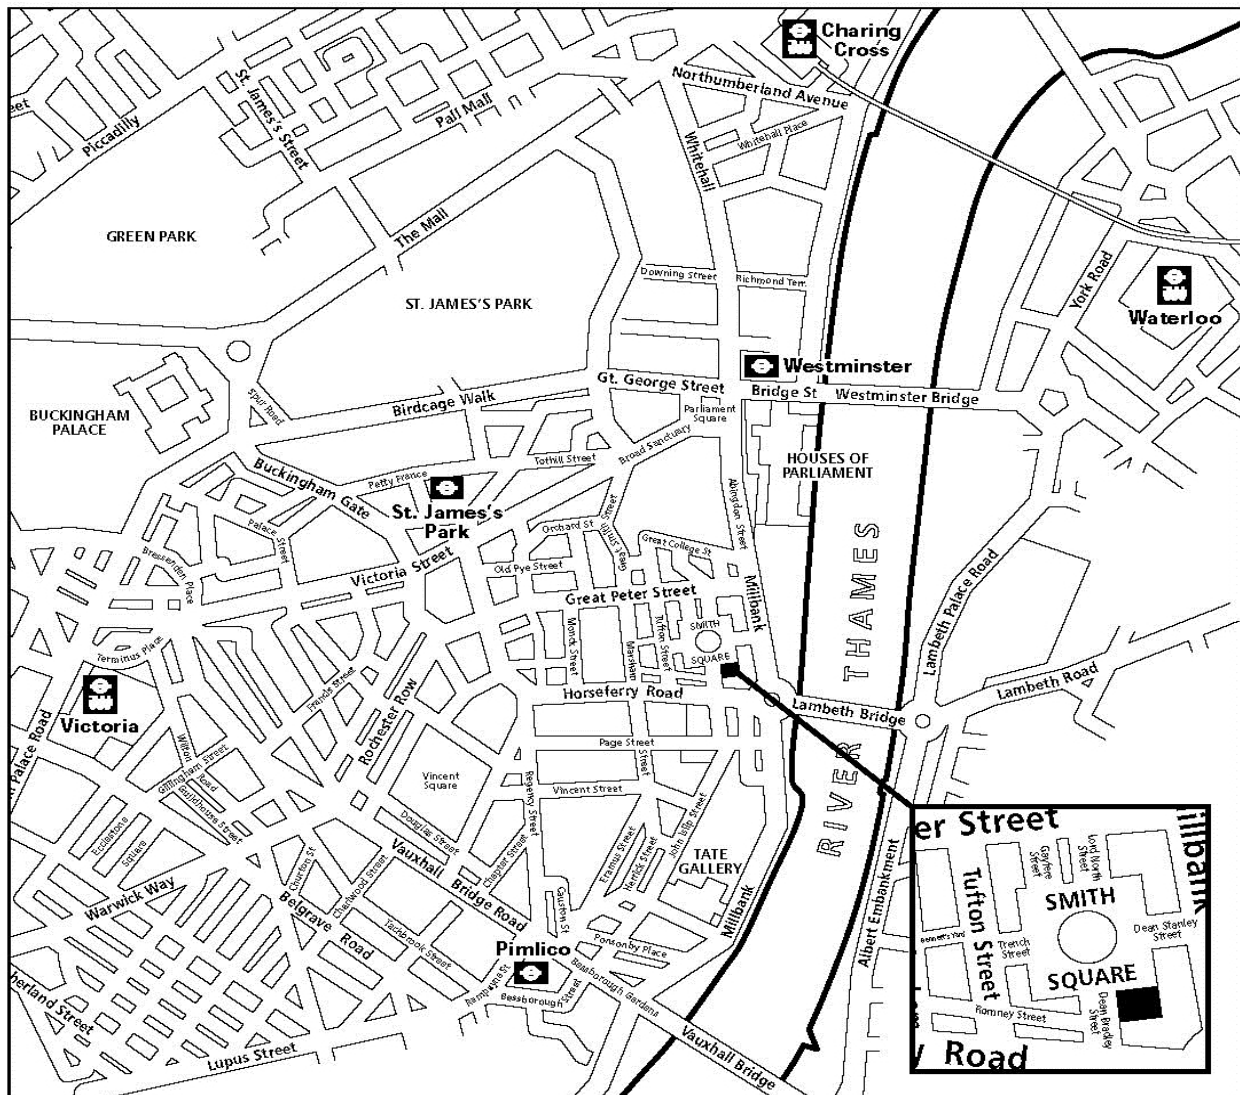 Charing
Cross
Northumberland Avenue
St. James's Street
Pall Mall
Piccadilly
Whitehall Place
Whitehall
GREEN PARK
The Mall
Downing Street
Richmond Terr.
York Road
ST. JAMES'S PARK
Waterloo
Westminster
Gt. George Street
Bridge St
Westminster Bridge
Birdcage Walk
Spur Road
BUCKINGHAM
PALACE
Parliament
Square
Broad Sanctuary
HOUSES OF
PARLIAMENT
Tothill Street
Buckingham Gate
Petty France
St. James's
Park
Abingdon Street
Orchard St
Great Smith Street
Great College St
Palace Street
Bressenden Place
Victoria Street
Old Pye Street
Great Peter Street
Millbank
RIVER THAMES
Lambeth Palace Road
SMITH
SQUARE
Monck Street
Marsham
Street
Tufton Street
Terminus Place
Francis Street
Rochester Row
Horseferry Road
Lambeth Bridge
Lambeth Road
Victoria
Palace Road
Wilton
Road
Gillingham Street
Guildhouse Street
Page Street
Vincent
Square
Regency Street
Vincent Street
Eccleston
Square
Douglas Street
Vauxhall Bridge Road
Chapter Street
Erasmus Street
Herrick Street
John Islip Street
TATE
GALLERY
Millbank
Albert Embankment
Warwick Way
Churton St
Charlwood Street
Belgrave Road
Tachbrook Street
Causton St
Ponsonby Place
Pimlico
Rampayne St
Bessborough Street
Bessborough Gardens
Vauxhall Bridge
herland Street
Lupus Street
er Street
illbank
Gayfere
Street
Lord North
Street
Tufton Street
SMITH
SQUARE
Dean Stanley
Street
Bennett's Yard
Trench
Street
Romney Street
Dean Bradley
Street
y Road